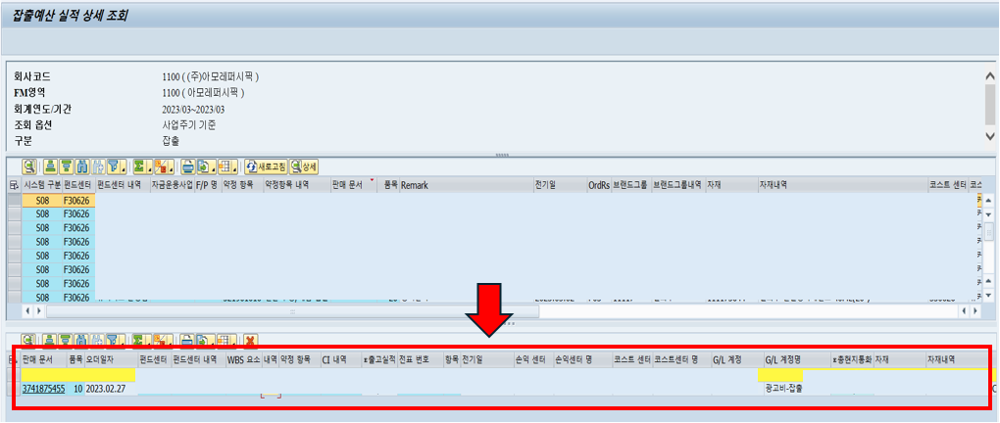 잡출예산 실적 상세 조회
회사코드 1100 ( (주)아모레퍼시픽 )
FM영역 1100 ( 아모레퍼시픽 )
회계연도/기간 2023/03~2023/03
조회 옵션 사업주기 기준
구분 잡출
새로고침 상세
시스템 구분 펀드센터 펀드센터 내역 자금운용사업 F/P 명 약정 항목 약정항목 내역 판매 문서 품목 Remark 전기일 OrdRs 브랜드그룹 브랜드그룹내역 자재 자재내역 코스트 센터 코스
S08 F30626
S08 F30626
S08 F30626
S08 F30626
S08 F30626
S08 F30626
S08 F30626
S08 F30626
판매 문서 품목 오더일자 펀드센터 펀드센터 내역 WBS 요소 내역 약정 항목 CI 내역 출고실적 전표 번호 항목 전기일 손익 센터 손익센터 명 코스트 센터 코스트센터 명 G/L 계정 G/L 계정명 총현지통화 자재 자재내역
3741875455 10 2023.02.27 광고비-잡출